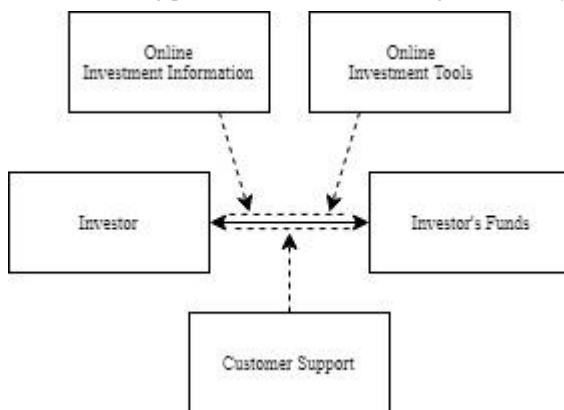 Online
Investment Information
Online
Investment Tools
Investor
Investor's Funds
Customer Support